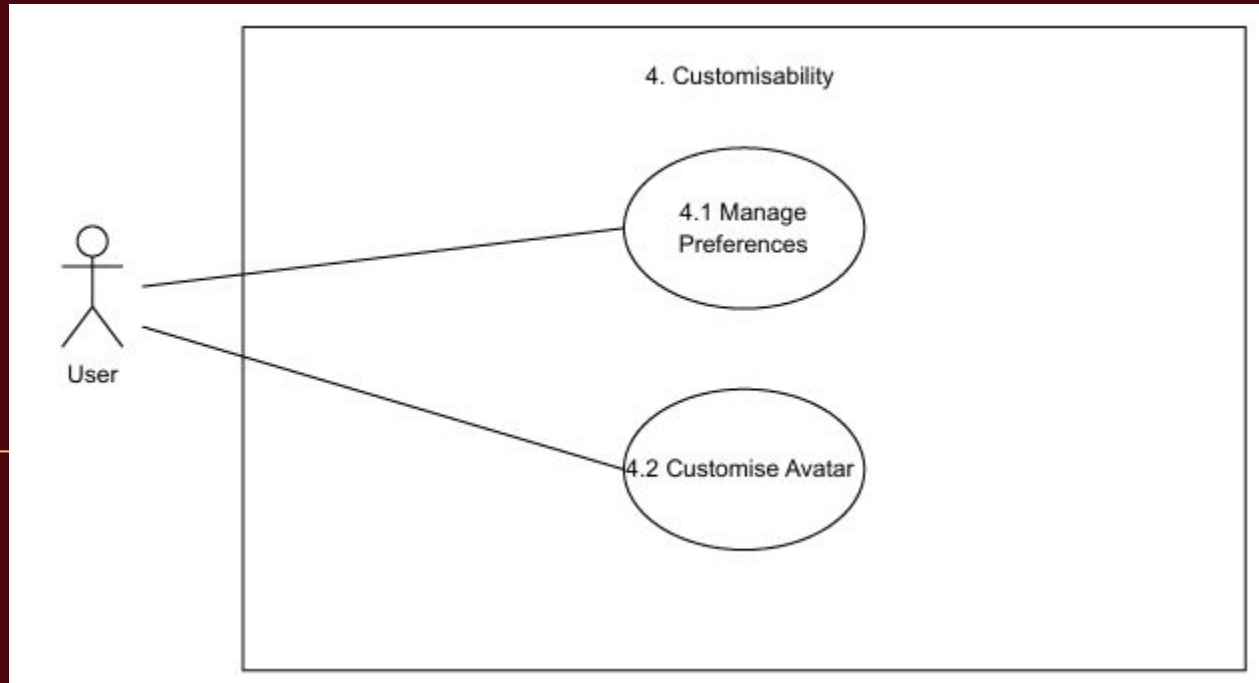 4. Customisability
4.1 Manage
Preferences
User
4.2 Customise Avatar